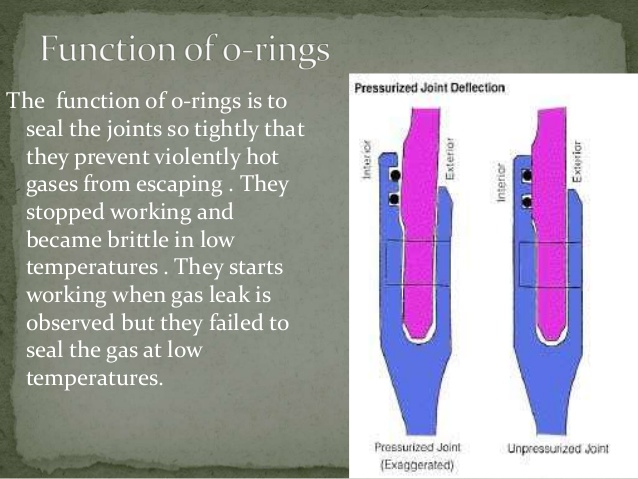 Function of o-rings
The function of o-rings is to
seal the joints so tightly that
they prevent violently hot
gases from escaping . They
stopped working and
became brittle in low
temperatures . They starts
working when gas leak is
observed but they failed to
seal the gas at low
temperatures.
Pressurized Joint Deflection
Interior
Exterior
Interior
Exterior
Pressurized Joint
(Exaggerated)
Unpressurized Joint